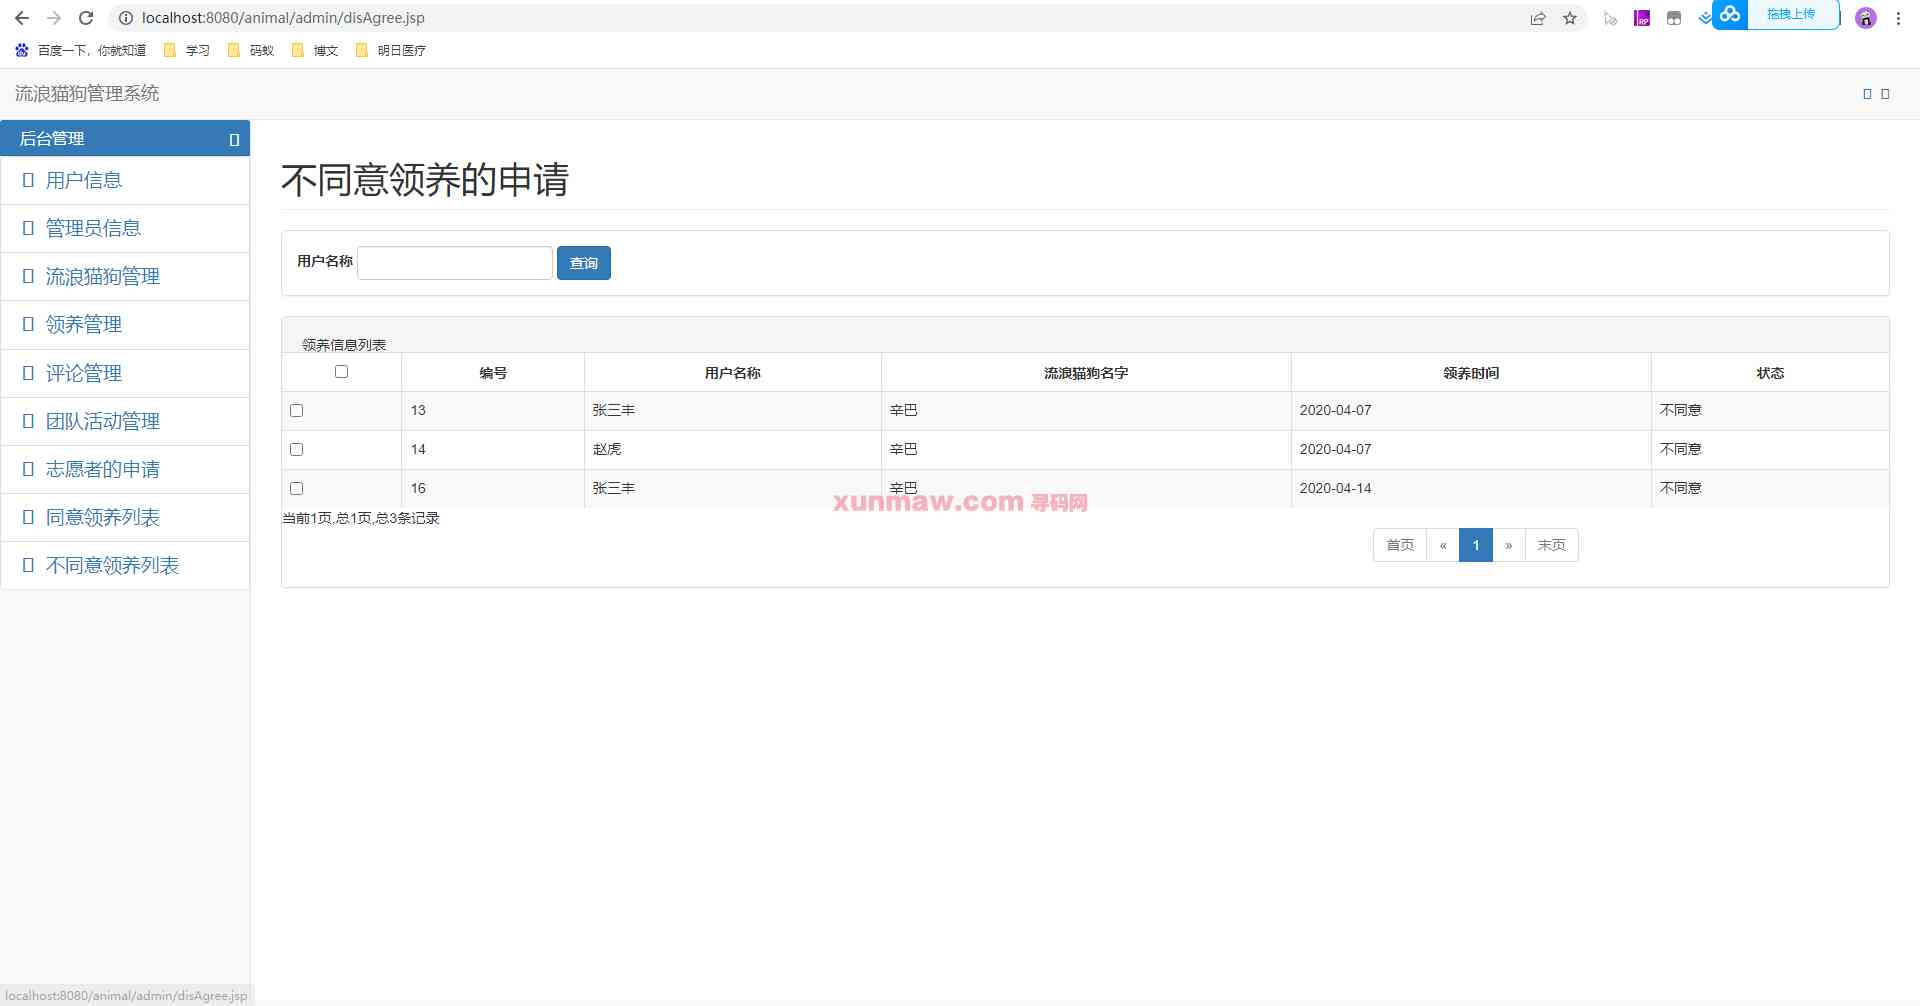 localhost:8080/animal/admin/disAgree.jsp
拖拽上传
百度一下，你就知道 学习 码蚁 博文 明日医疗
流浪猫狗管理系统
后台管理
用户信息
管理员信息
流浪猫狗管理
领养管理
评论管理
团队活动管理
志愿者的申请
同意领养列表
不同意领养列表
不同意领养的申请
用户名称 查询
领养信息列表
编号 用户名称 流浪猫狗名字 领养时间 状态
13 张三丰 辛巴 2020-04-07 不同意
14 赵虎 辛巴 2020-04-07 不同意
16 张三丰 辛巴 2020-04-14 不同意
xunmaw.com 寻码网
当前1页,总1页,总3条记录
首页 « 1 » 末页
localhost:8080/animal/admin/disAgree.jsp